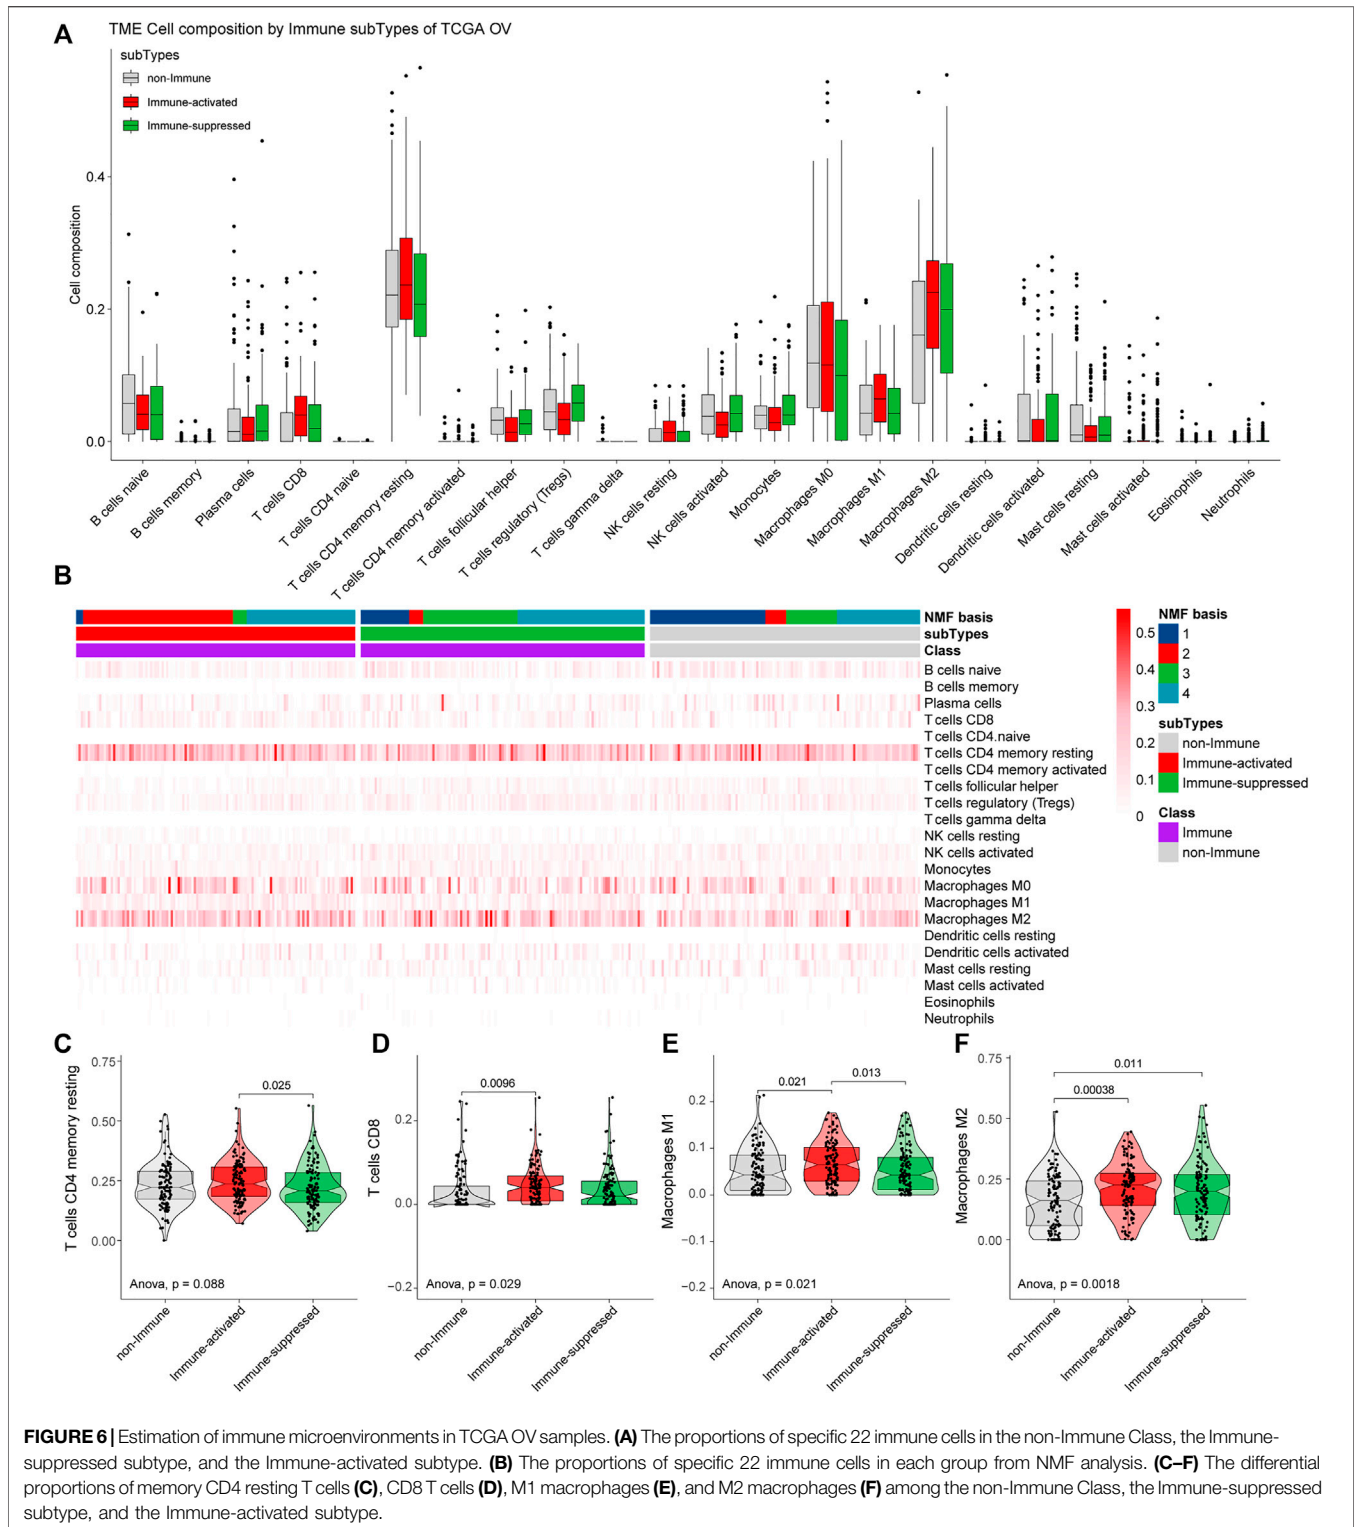 A
TME Cell composition by Immune subTypes of TCGA OV
subTypes
non-Immune
Immune-activated
Immune-suppressed
Cell composition
0.4
0.2
0.0
B cells naive
B cells memory
Plasma cells
T cells CD8
T cells CD4 naive
T cells CD4 memory resting
T cells CD4 memory activated
T cells follicular helper
T cells regulatory (Tregs)
T cells gamma delta
NK cells resting
NK cells activated
Monocytes
Macrophages M0
Macrophages M1
Macrophages M2
Dendritic cells resting
Dendritic cells activated
Mast cells resting
Mast cells activated
Eosinophils
Neutrophils
B
NMF basis
subTypes
Class
B cells naive
B cells memory
Plasma cells
T cells CD8
T cells CD4.naive
T cells CD4 memory resting
T cells CD4 memory activated
T cells follicular helper
T cells regulatory (Tregs)
T cells gamma delta
NK cells resting
NK cells activated
Monocytes
Macrophages M0
Macrophages M1
Macrophages M2
Dendritic cells resting
Dendritic cells activated
Mast cells resting
Mast cells activated
Eosinophils
Neutrophils
0.5
0.4
0.3
0.2
0.1
0
NMF basis
1
2
3
4
subTypes
non-Immune
Immune-activated
Immune-suppressed
Class
Immune
non-Immune
C
T cells CD4 memory resting
0.75
0.50
0.25
0.00
0.025
Anova, p = 0.088
non-Immune
Immune-activated
Immune-suppressed
D
T cells CD8
0.2
0.0
−0.2
0.0096
Anova, p = 0.029
non-Immune
Immune-activated
Immune-suppressed
E
Macrophages M1
0.2
0.1
0.0
−0.1
−0.2
0.021
0.013
Anova, p = 0.021
non-Immune
Immune-activated
Immune-suppressed
F
Macrophages M2
0.75
0.50
0.25
0.00
0.011
0.00038
Anova, p = 0.0018
non-Immune
Immune-activated
Immune-suppressed
FIGURE 6 | Estimation of immune microenvironments in TCGA OV samples. (A) The proportions of specific 22 immune cells in the non-Immune Class, the Immune-
suppressed subtype, and the Immune-activated subtype. (B) The proportions of specific 22 immune cells in each group from NMF analysis. (C–F) The differential
proportions of memory CD4 resting T cells (C), CD8 T cells (D), M1 macrophages (E), and M2 macrophages (F) among the non-Immune Class, the Immune-suppressed
subtype, and the Immune-activated subtype.